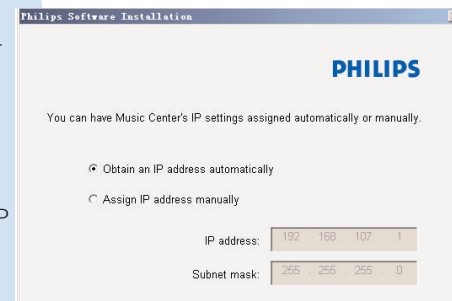 Philips Software Installation
PHILIPS
You can have Music Center's IP settings assigned automatically or manually.
Obtain an IP address automatically
Assign IP address manually
IP address: 192 . 168 . 107 . 1
Subnet mask: 255 . 255 . 255 . 0